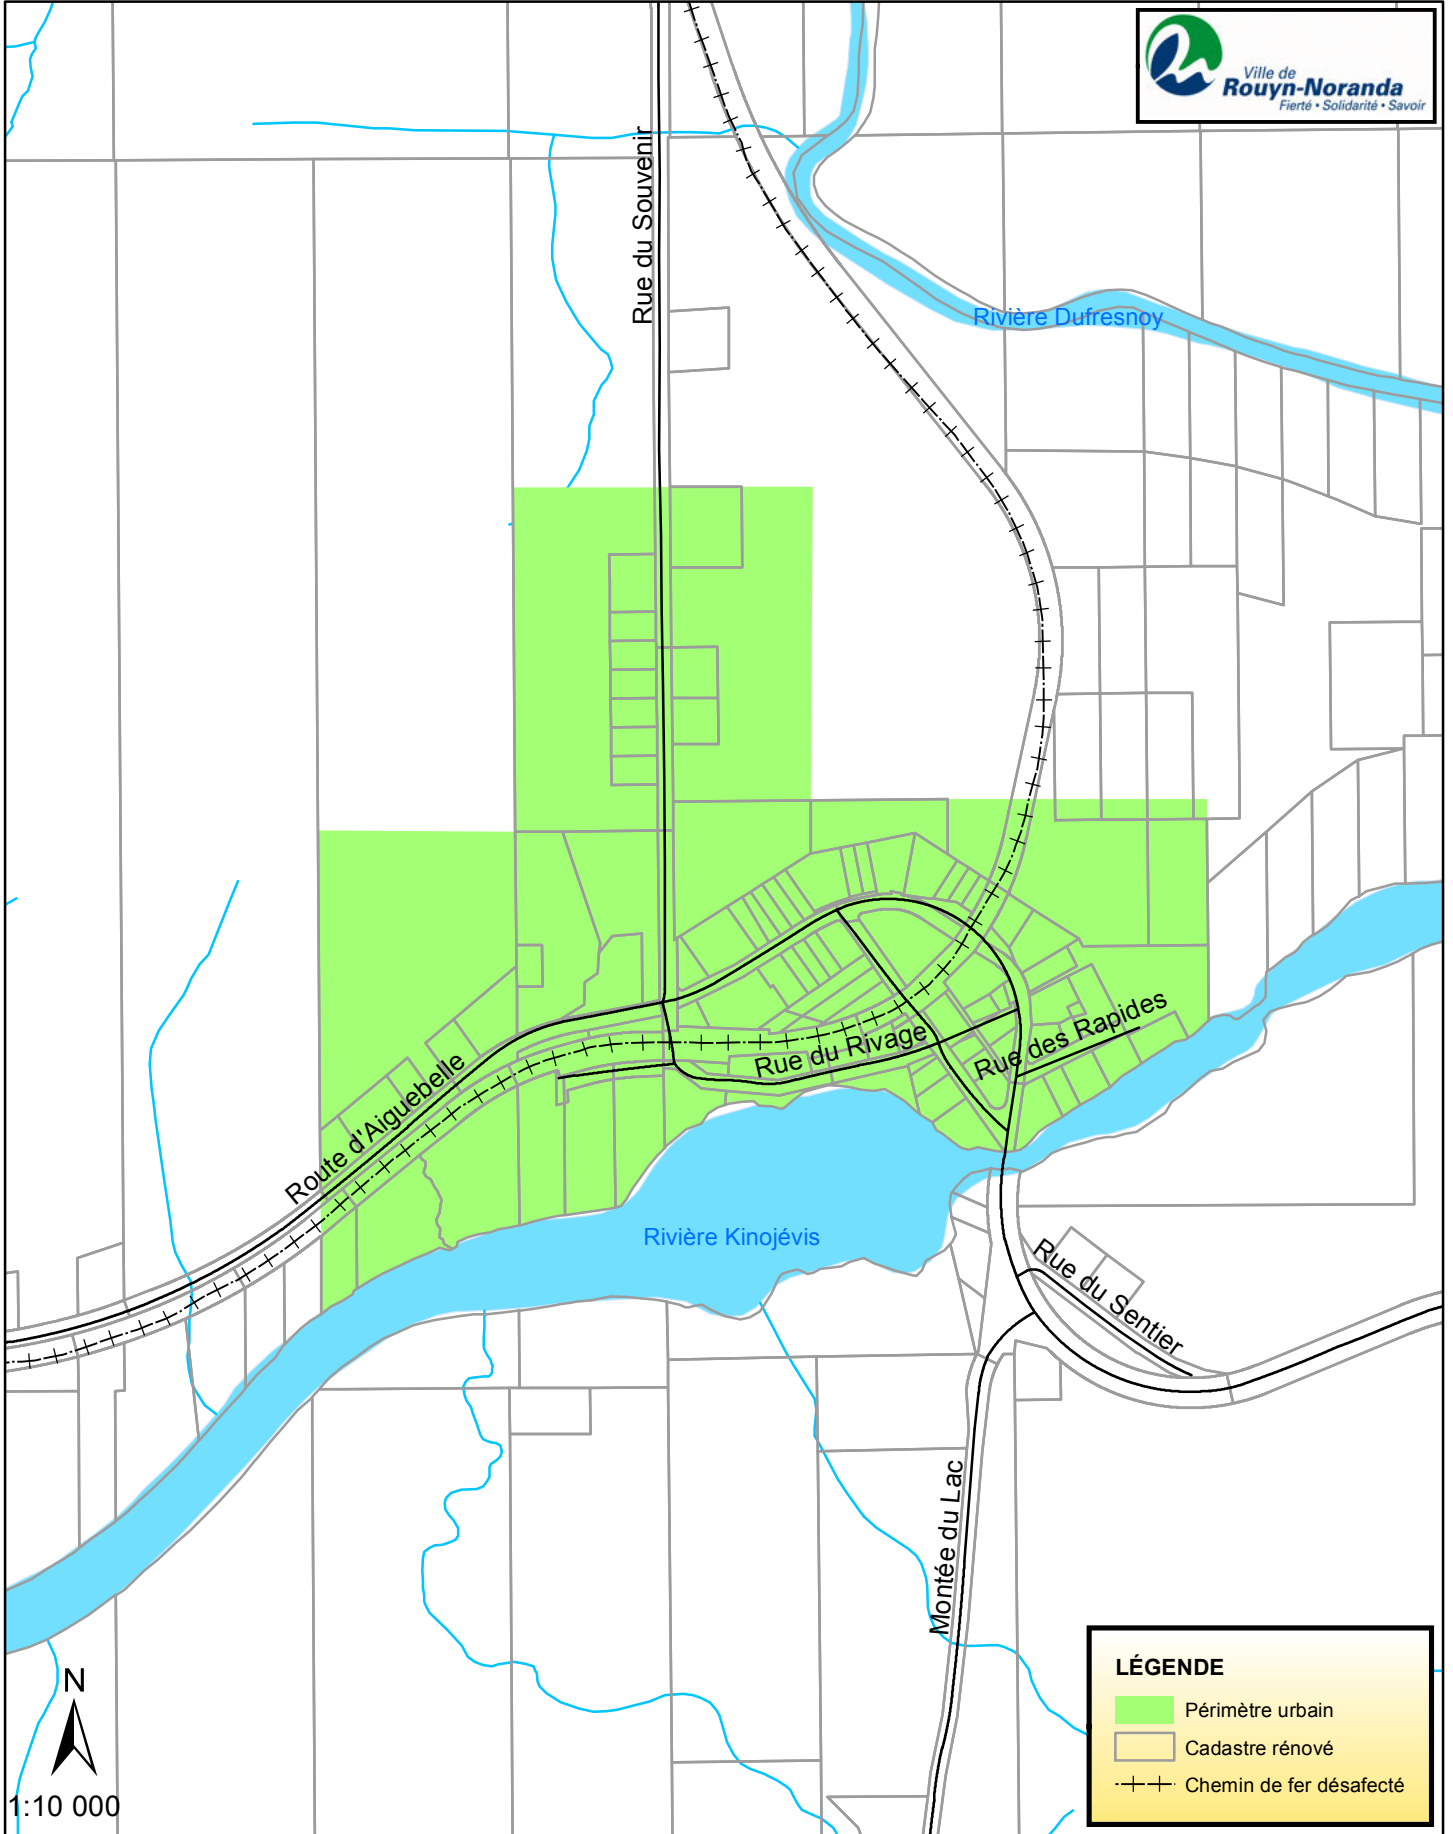 Ville de
Rouyn-Noranda
Fierté • Solidarité • Savoir
Rue du Souvenir
Rivière Dufresnoy
Rue des Rapides
Rue du Rivage
Route d'Aiguebelle
Rivière Kinojévis
Rue du Sentier
Montée du Lac
N
1:10 000
LÉGENDE
Périmètre urbain
Cadastre rénové
Chemin de fer désafecté